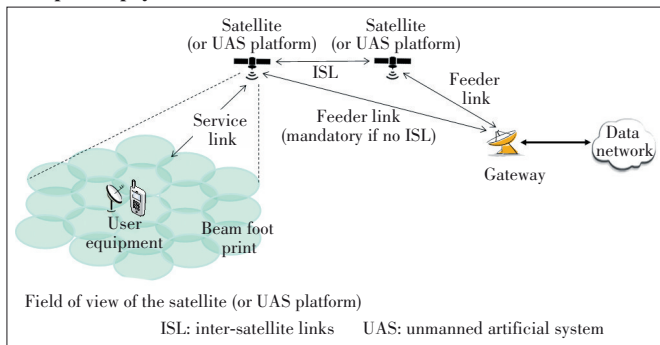 Satellite
(or UAS platform)
Satellite
(or UAS platform)
ISL
Feeder
link
Service
link
Feeder link
(mandatory if no ISL)
Data
network
Gateway
User
equipment
Beam foot
print
Field of view of the satellite (or UAS platform)
ISL: inter-satellite links UAS: unmanned artificial system